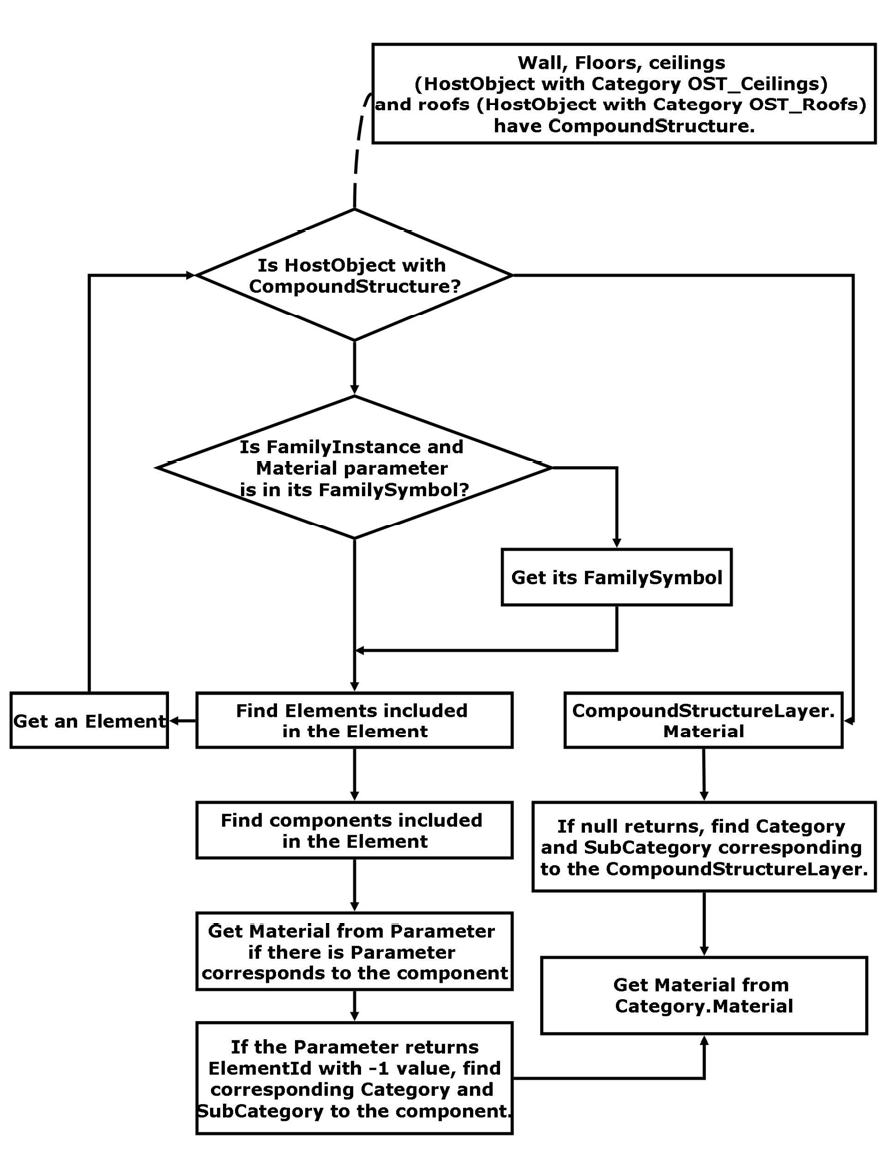 Wall, Floors, ceilings
(HostObject with Category OST_Ceilings)
and roofs (HostObject with Category OST_Roofs)
have CompoundStructure.
Is HostObject with
CompoundStructure?
Is FamilyInstance and
Material parameter
is in its FamilySymbol?
Get its FamilySymbol
Get an Element
Find Elements included
in the Element
CompoundStructureLayer.
Material
Find components included
in the Element
If null returns, find Category
and SubCategory corresponding
to the CompoundStructureLayer.
Get Material from Parameter
if there is Parameter
corresponds to the component
Get Material from
Category.Material
If the Parameter returns
ElementId with -1 value, find
corresponding Category and
SubCategory to the component.